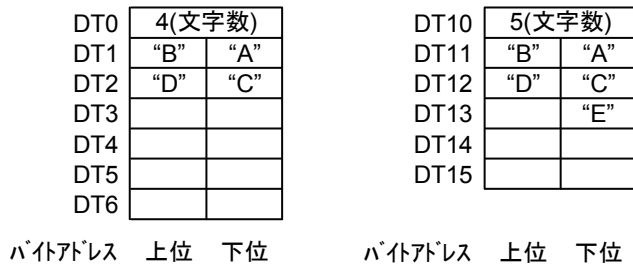 DT0 4(文字数)
DT1 “B” “A”
DT2 “D” “C”
DT3
DT4
DT5
DT6
バイトアドレス 上位 下位
DT10 5(文字数)
DT11 “B” “A”
DT12 “D” “C”
DT13 “E”
DT14
DT15
バイトアドレス 上位 下位